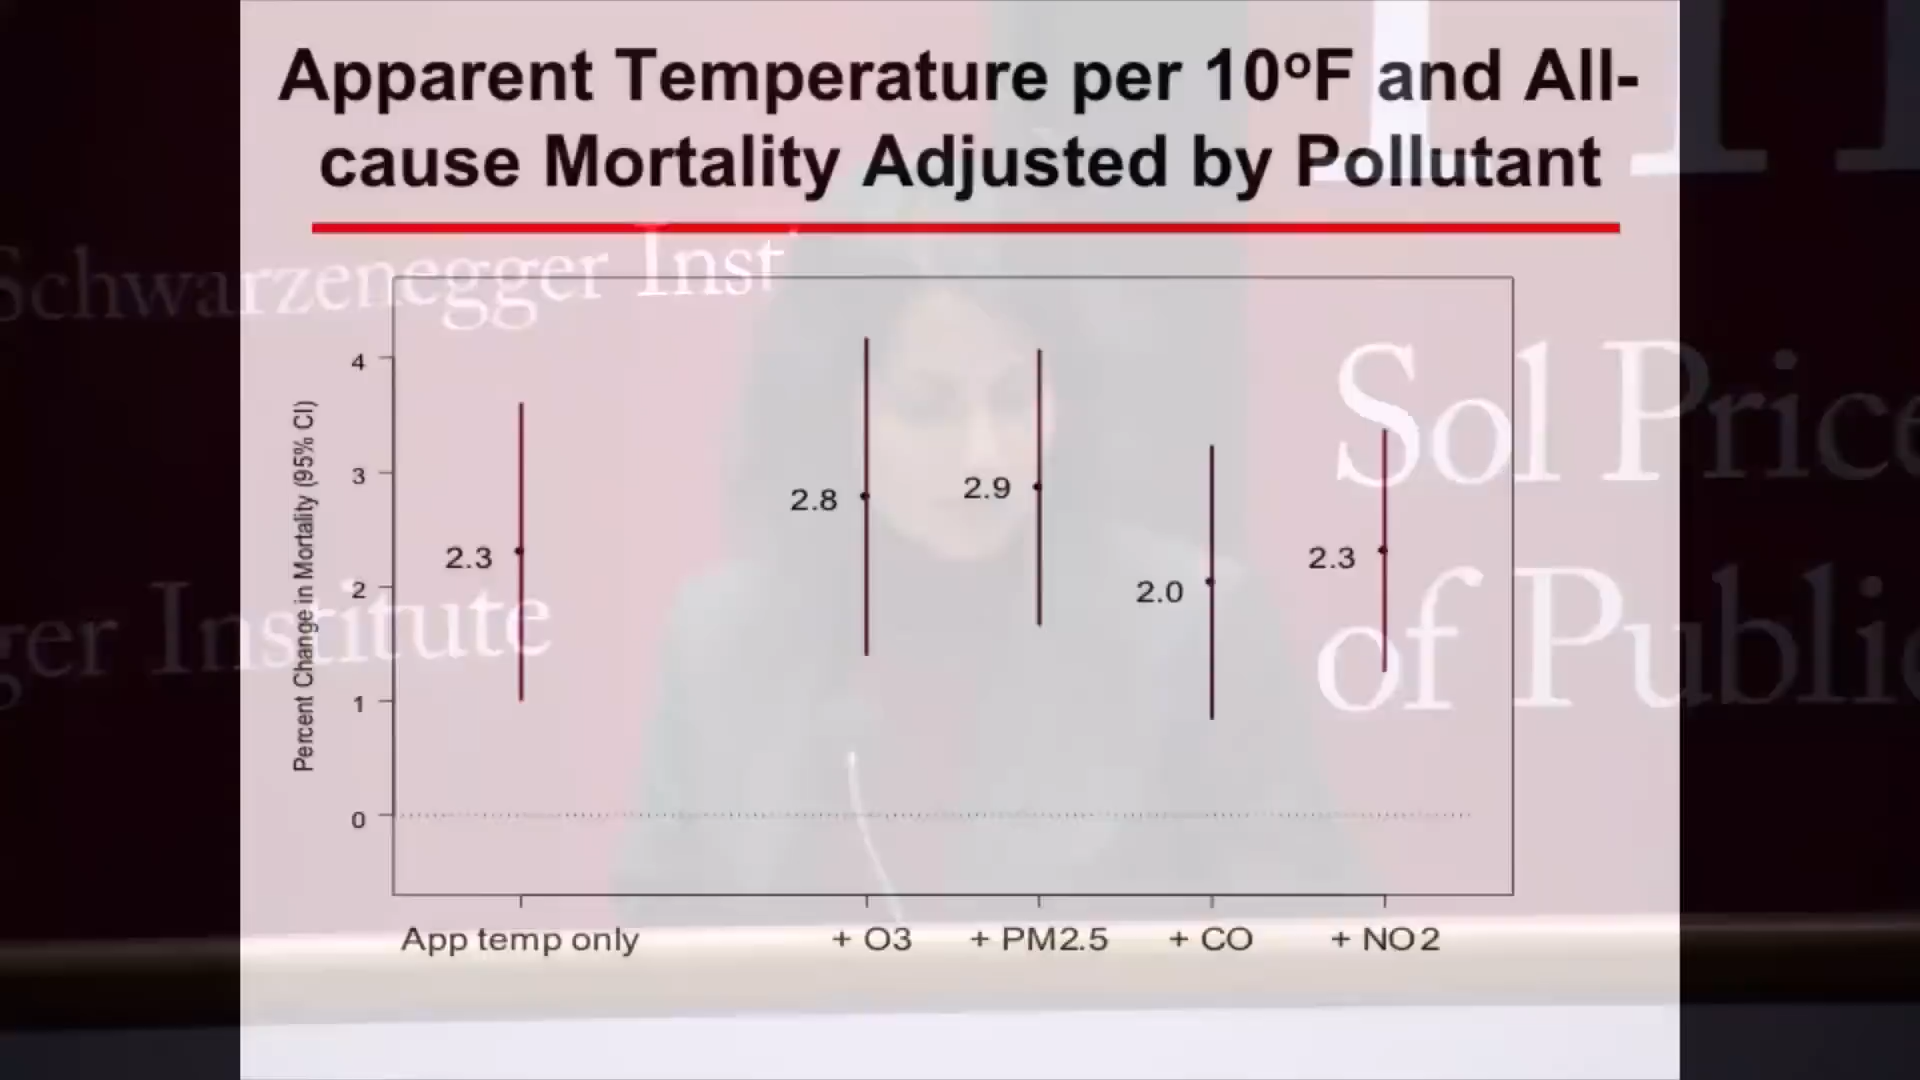 Apparent Temperature per 10ºF and All-
cause Mortality Adjusted by Pollutant
Schwarzenegger Inst
ger Institute
Sol Price
of Public
Percent Change in Mortality (95% CI)
4
3
2
1
0
2.3
2.8
2.9
2.0
2.3
App temp only
+ O3
+ PM2.5
+ CO
+ NO2